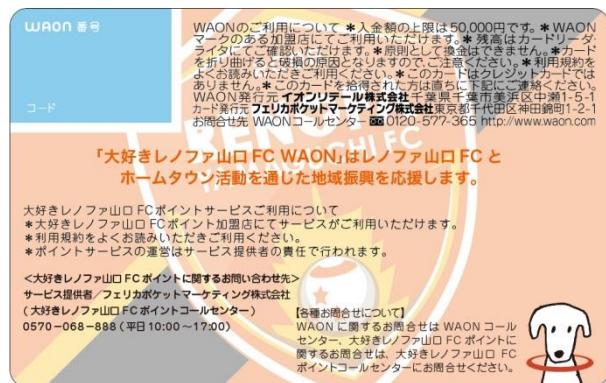 WAON 番号
コード
WAONのご利用について ＊入金額の上限は50,000円です。＊WAON
マークのある加盟店にてご利用いただけます。＊残高はカードリーダ
ライタにてご確認いただけます。＊原則として換金はできません。＊カード
を折り曲げると破損の原因となりますので、ご注意ください。＊利用規約を
よくお読みいただきご利用ください。＊このカードはクレジットカードでは
ありません。＊このカードを拾得された方は直ちに下記にご連絡ください。
WAON発行元 イオンリテール株式会社 千葉県千葉市美浜区中瀬1-5-1
カード発行元 フェリカポケットマーケティング株式会社 東京都千代田区神田錦町1-2-1
お問合せ先 WAONコールセンター 0120-577-365 http://www.waon.com
RENOFA
YAMAGUCHI FC
「大好きレノファ山口FC WAON」はレノファ山口FCと
ホームタウン活動を通じた地域振興を応援します。
大好きレノファ山口FCポイントサービスご利用について
＊大好きレノファ山口FCポイント加盟店にてサービスがご利用いただけます。
＊利用規約をよくお読みいただきご利用ください。
＊ポイントサービスの運営はサービス提供者の責任で行われます。
＜大好きレノファ山口FCポイントに関するお問い合わせ先＞
サービス提供者／フェリカポケットマーケティング株式会社
(大好きレノファ山口FCポイントコールセンター)
0570-068-888(平日10:00～17:00)
【各種お問合せについて】
WAONに関するお問合せはWAONコール
センター、大好きレノファ山口FCポイントに
関するお問合せは、大好きレノファ山口FC
ポイントコールセンターにお問合せください。